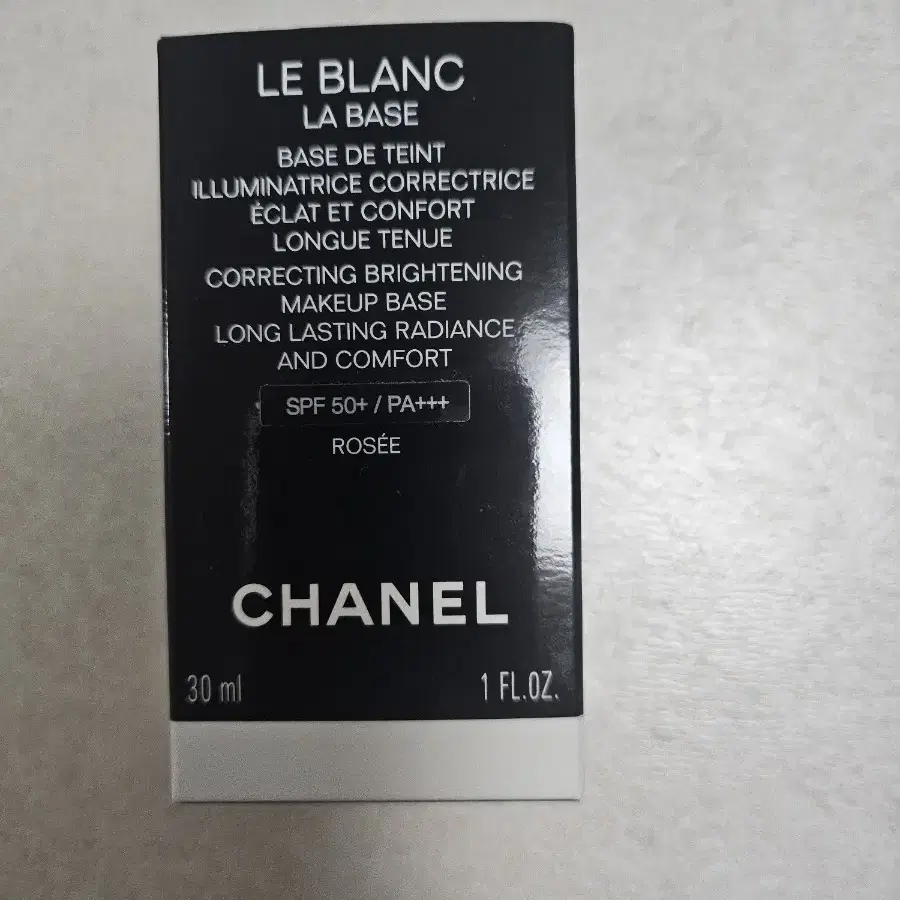 LE BLANC
LA BASE
BASE DE TEINT
ILLUMINATRICE CORRECTRICE
ÉCLAT ET CONFORT
LONGUE TENUE
CORRECTING BRIGHTENING
MAKEUP BASE
LONG LASTING RADIANCE
AND COMFORT
SPF 50+ / PA+++
ROSÉE
CHANEL
30 ml 1 FL.OZ.